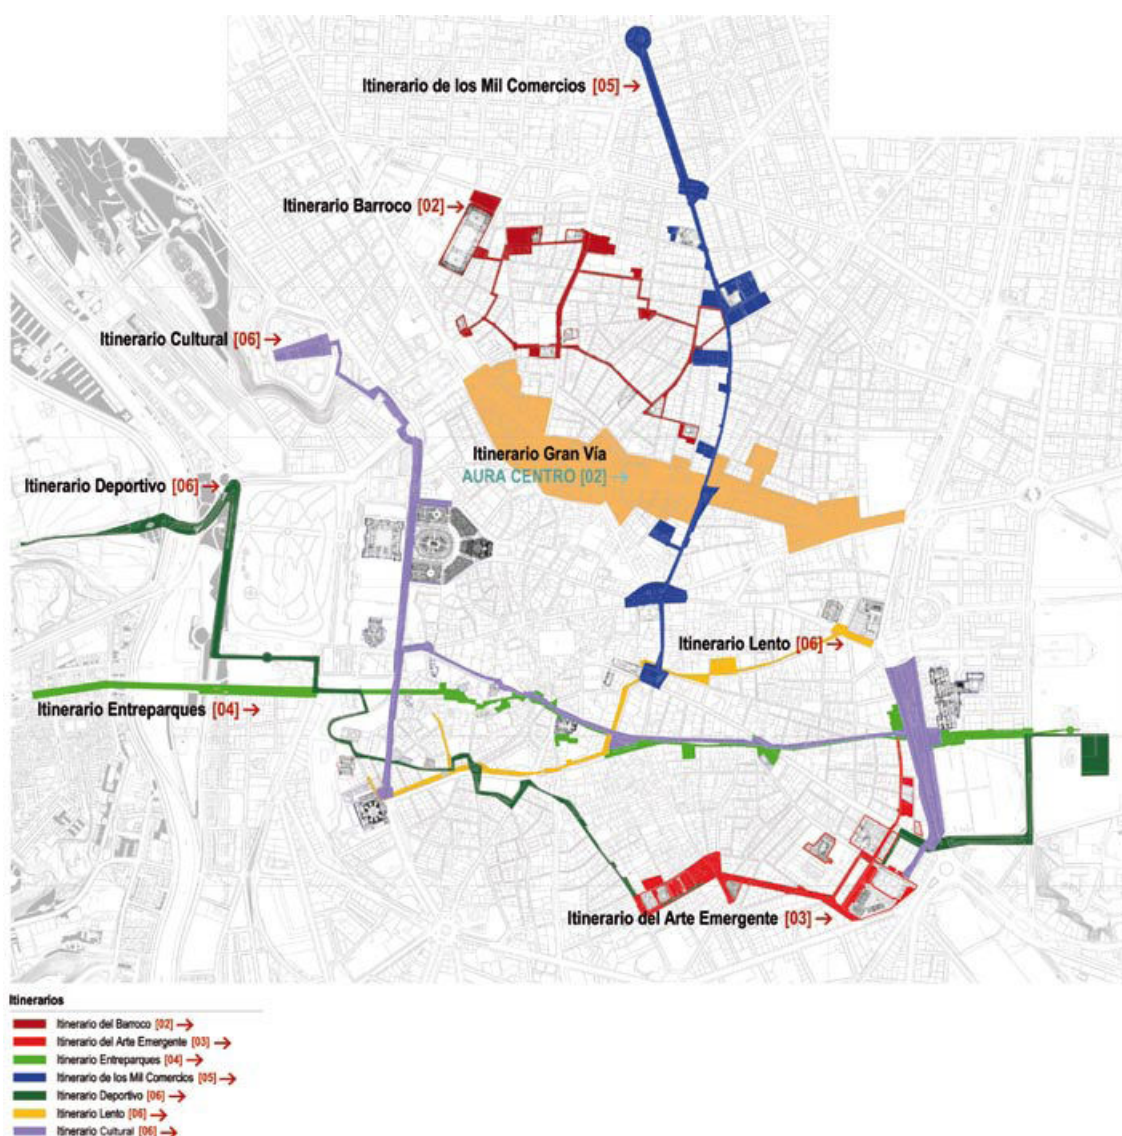 Itinerario de los Mil Comercios [05] →
Itinerario Barroco [02] →
Itinerario Cultural [06] →
Itinerario Gran Vía
AURA CENTRO [02] →
Itinerario Deportivo [06] →
Itinerario Lento [06] →
Itinerario Entreparques [04] →
Itinerario del Arte Emergente [03] →
Itinerarios
Itinerario del Barroco [02] →
Itinerario del Arte Emergente [03] →
Itinerario Entreparques [04] →
Itinerario de los Mil Comercios [05] →
Itinerario Deportivo [06] →
Itinerario Lento [06] →
Itinerario Cultural [06] →